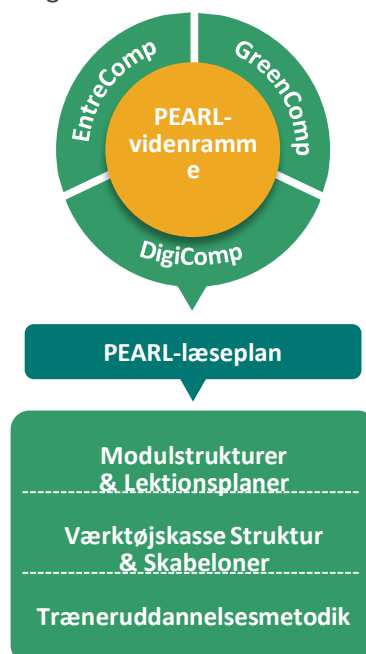 EntreComp
GreenComp
PEARL-
videnramm
e
DigiComp
PEARL-læseplan
Modulstrukturer
& Lektionsplaner
Værktøjskasse Struktur
& Skabeloner
Træneruddannelsesmetodik